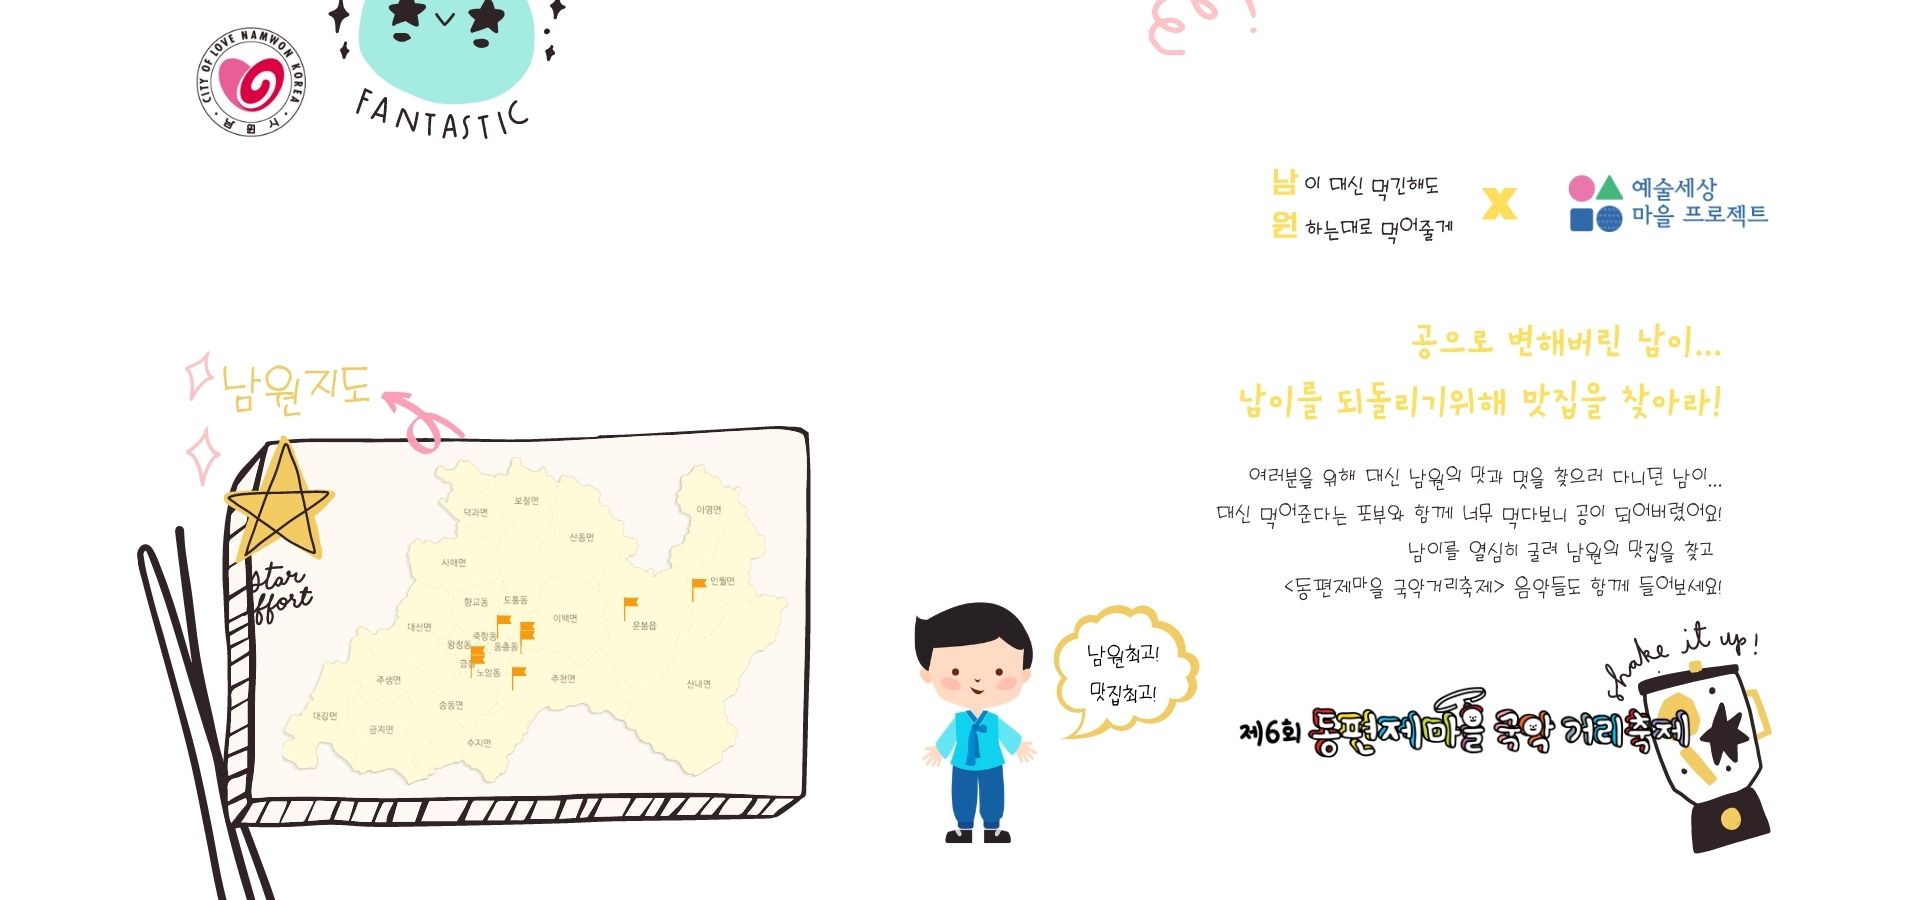 CITY OF LOVE NAMWON KOREA
남원시
FANTASTIC
남이 대신 먹긴해도
원하는대로 먹어줄게
X
예술세상
마을 프로젝트
공으로 변해버린 남이...
남이를 되돌리기위해 맛집을 찾아라!
여러분을 위해 대신 남원의 맛과 멋을 찾으러 다니던 남이...
대신 먹어준다는 포부와 함께 너무 먹다보니 공이 되어버렸어요!
남이를 열심히 굴려 남원의 맛집을 찾고
<동편제마을 국악거리축제> 음악들도 함께 들어보세요!
남원지도
star
effort
덕과면
보절면
아영면
산동면
사매면
인월면
향교동
도통동
이백면
운봉읍
대산면
죽항동
왕정동
동충동
금동
노암동
주천면
주생면
산내면
송동면
대강면
금지면
수지면
남원최고!
맛집최고!
shake it up!
제6회 동편제마을 국악 거리축제